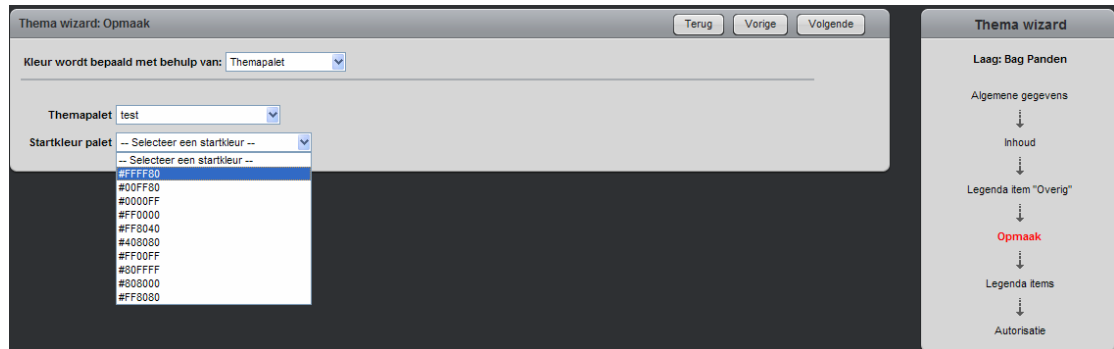 Thema wizard: Opmaak
Terug
Vorige
Volgende
Kleur wordt bepaald met behulp van: Themapalet
Themapalet test
Startkleur palet -- Selecteer een startkleur --
-- Selecteer een startkleur --
#FFFF80
#00FF80
#0000FF
#FF0000
#FF8040
#408080
#FF00FF
#80FFFF
#808000
#FF8080
Thema wizard
Laag: Bag Panden
Algemene gegevens
Inhoud
Legenda item "Overig"
Opmaak
Legenda items
Autorisatie